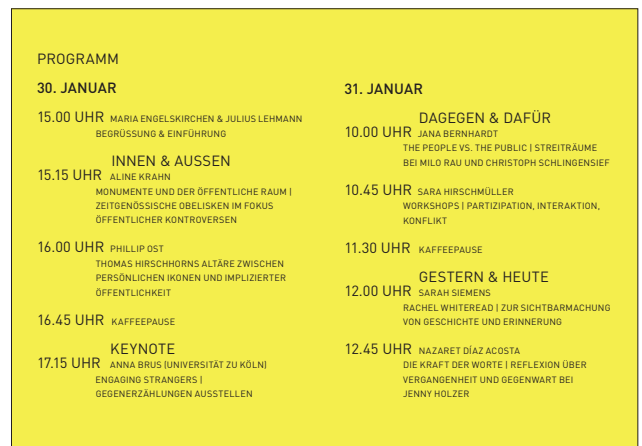 PROGRAMM
30. JANUAR
15.00 UHR MARIA ENGELSKIRCHEN & JULIUS LEHMANN
BEGRÜSSUNG & EINFÜHRUNG
INNEN & AUSSEN
15.15 UHR ALINE KRAHN
MONUMENTE UND DER ÖFFENTLICHE RAUM |
ZEITGENÖSSISCHE OBELISKEN IM FOKUS
ÖFFENTLICHER KONTROVERSEN
16.00 UHR PHILLIP OST
THOMAS HIRSCHHORNS ALTÄRE ZWISCHEN
PERSÖNLICHEN IKONEN UND IMPLIZIERTER
ÖFFENTLICHKEIT
16.45 UHR KAFFEEPAUSE
KEYNOTE
17.15 UHR ANNA BRUS (UNIVERSITÄT ZU KÖLN)
ENGAGING STRANGERS |
GEGENERZÄHLUNGEN AUSSTELLEN
31. JANUAR
DAGEGEN & DAFÜR
10.00 UHR JANA BERNHARDT
THE PEOPLE VS. THE PUBLIC | STREITRÄUME
BEI MILO RAU UND CHRISTOPH SCHLINGENSIEF
10.45 UHR SARA HIRSCHMÜLLER
WORKSHOPS | PARTIZIPATION, INTERAKTION,
KONFLIKT
11.30 UHR KAFFEEPAUSE
GESTERN & HEUTE
12.00 UHR SARAH SIEMENS
RACHEL WHITEREAD | ZUR SICHTBARMACHUNG
VON GESCHICHTE UND ERINNERUNG
12.45 UHR NAZARET DÍAZ ACOSTA
DIE KRAFT DER WORTE | REFLEXION ÜBER
VERGANGENHEIT UND GEGENWART BEI
JENNY HOLZER